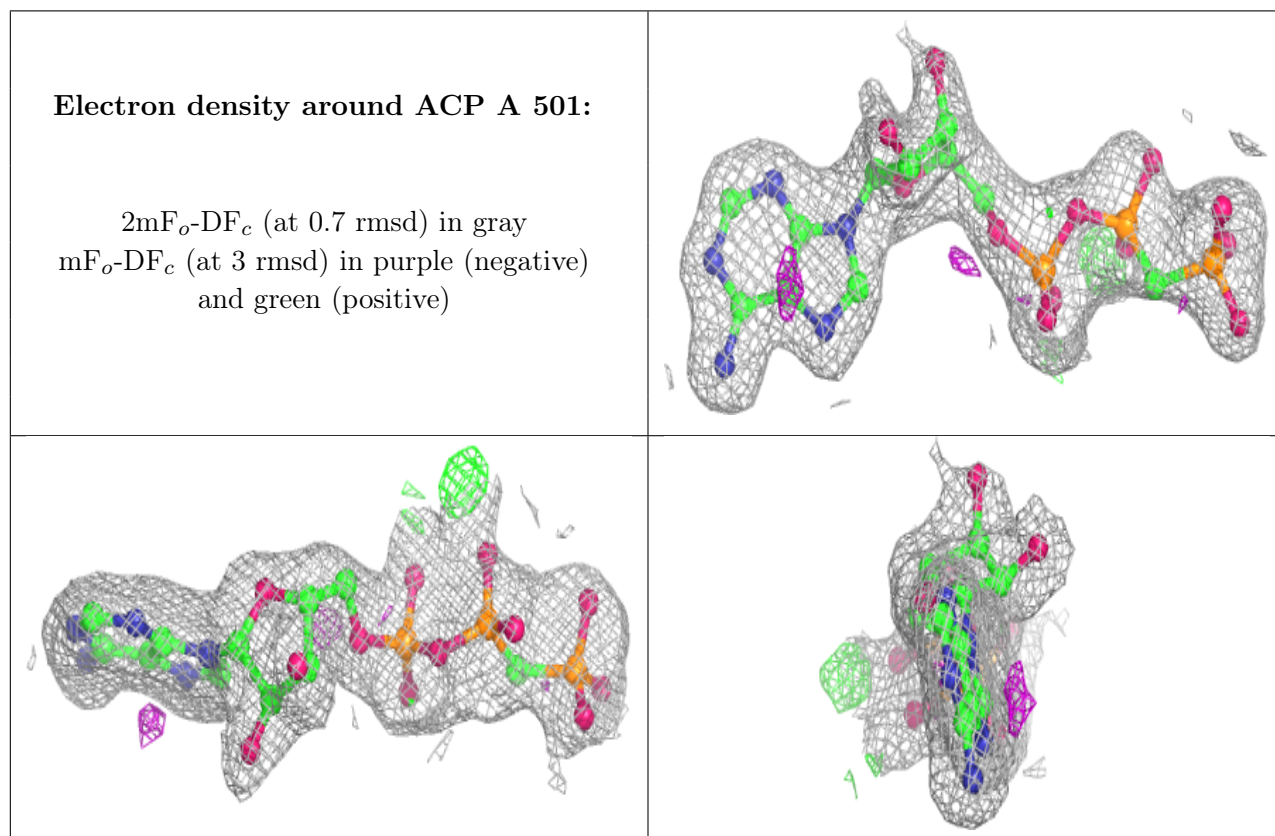 Electron density around ACP A 501:
2mFo-DFc (at 0.7 rmsd) in gray
mFo-DFc (at 3 rmsd) in purple (negative)
and green (positive)